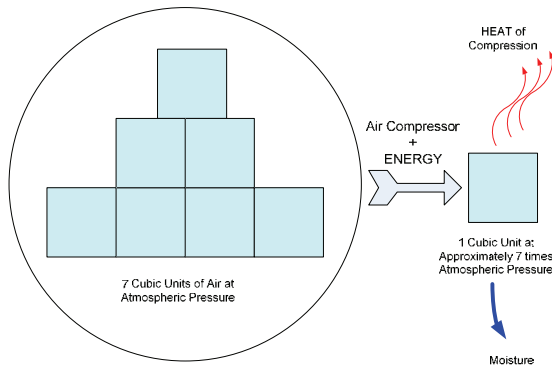 HEAT of
Compression
Air Compressor
+
ENERGY
7 Cubic Units of Air at
Atmospheric Pressure
1 Cubic Unit at
Approximately 7 times
Atmospheric Pressure
Moisture